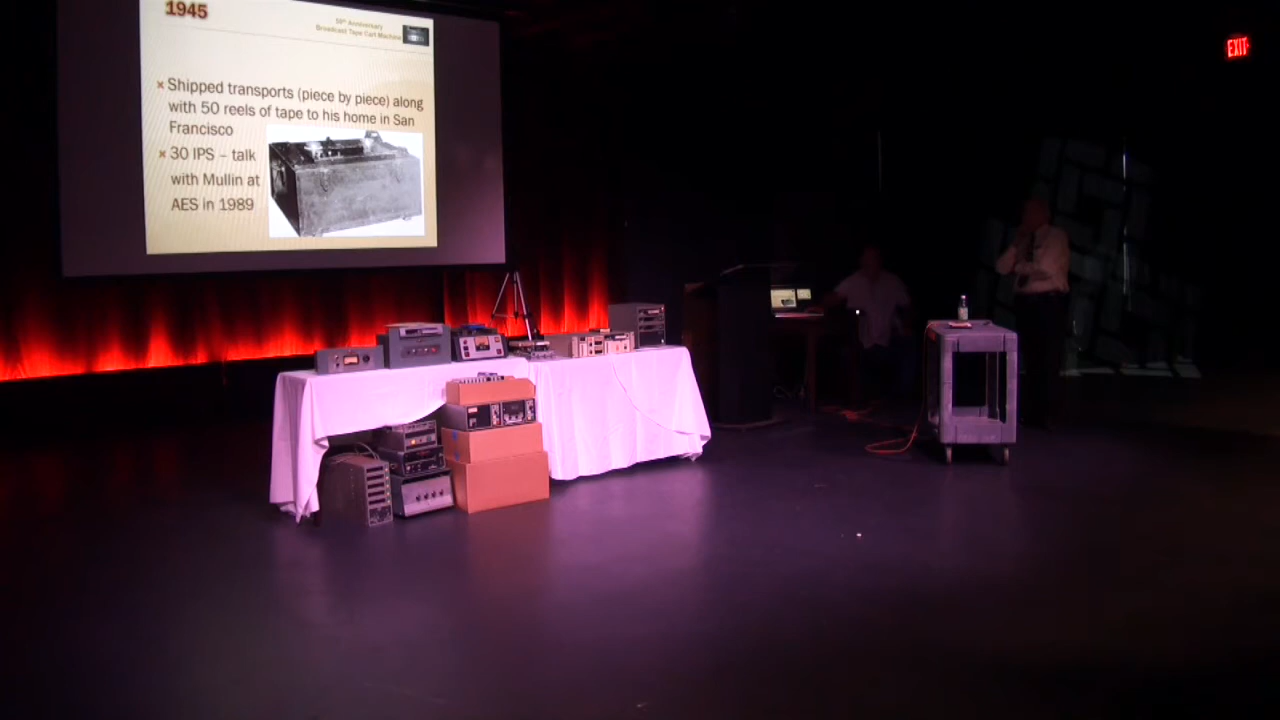 1945
50th Anniversary
Broadcast Tape Cart Machine
× Shipped transports (piece by piece) along
with 50 reels of tape to his home in San
Francisco
× 30 IPS – talk
with Mullin at
AES in 1989
EXIT